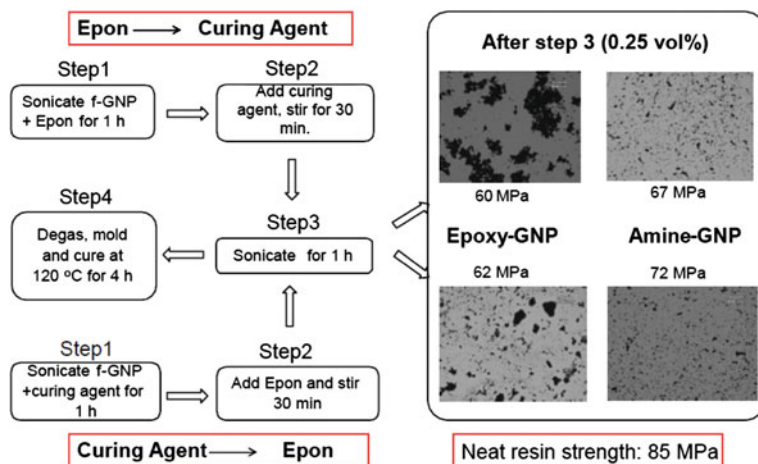 Epon → Curing Agent
Step1
Sonicate f-GNP
+ Epon for 1 h
Step2
Add curing
agent, stir for 30
min.
Step3
Sonicate for 1 h
Step4
Degas, mold
and cure at
120 °C for 4 h
Step1
Sonicate f-GNP
+curing agent for
1 h
Step2
Add Epon and stir
30 min
Curing Agent → Epon
After step 3 (0.25 vol%)
60 MPa
67 MPa
Epoxy-GNP
Amine-GNP
62 MPa
72 MPa
Neat resin strength: 85 MPa